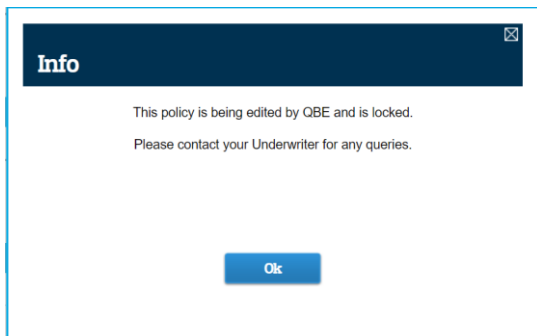 Info
This policy is being edited by QBE and is locked.
Please contact your Underwriter for any queries.
Ok